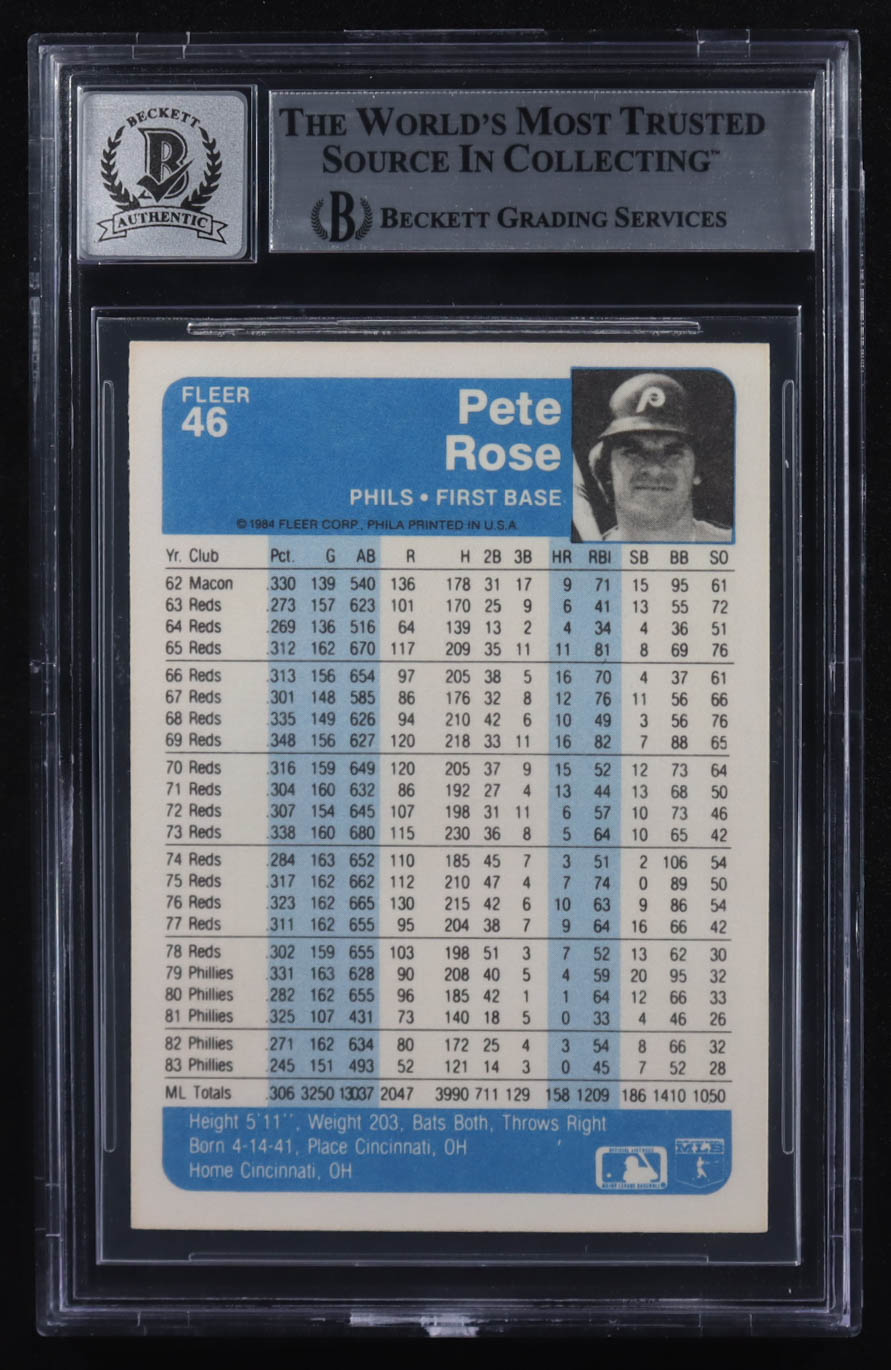 BECKETT
B
AUTHENTIC
THE WORLD'S MOST TRUSTED
SOURCE IN COLLECTING™
B BECKETT GRADING SERVICES
FLEER
46
Pete
Rose
PHILS • FIRST BASE
© 1984 FLEER CORP., PHILA PRINTED IN U.S.A.
P
Yr. Club Pct. G AB R H 2B 3B HR RBI SB BB SO
62 Macon .330 139 540 136 178 31 17 9 71 15 95 61
63 Reds .273 157 623 101 170 25 9 6 41 13 55 72
64 Reds .269 136 516 64 139 13 2 4 34 4 36 51
65 Reds .312 162 670 117 209 35 11 11 81 8 69 76
66 Reds .313 156 654 97 205 38 5 16 70 4 37 61
67 Reds .301 148 585 86 176 32 8 12 76 11 56 66
68 Reds .335 149 626 94 210 42 6 10 49 3 56 76
69 Reds .348 156 627 120 218 33 11 16 82 7 88 65
70 Reds .316 159 649 120 205 37 9 15 52 12 73 64
71 Reds .304 160 632 86 192 27 4 13 44 13 68 50
72 Reds .307 154 645 107 198 31 11 6 57 10 73 46
73 Reds .338 160 680 115 230 36 8 5 64 10 65 42
74 Reds .284 163 652 110 185 45 7 3 51 2 106 54
75 Reds .317 162 662 112 210 47 4 7 74 0 89 50
76 Reds .323 162 665 130 215 42 6 10 63 9 86 54
77 Reds .311 162 655 95 204 38 7 9 64 16 66 42
78 Reds .302 159 655 103 198 51 3 7 52 13 62 30
79 Phillies .331 163 628 90 208 40 5 4 59 20 95 32
80 Phillies .282 162 655 96 185 42 1 1 64 12 66 33
81 Phillies .325 107 431 73 140 18 5 0 33 4 46 26
82 Phillies .271 162 634 80 172 25 4 3 54 8 66 32
83 Phillies .245 151 493 52 121 14 3 0 45 7 52 28
ML Totals .306 3250 13037 2047 3990 711 129 158 1209 186 1410 1050
Height 5'11", Weight 203, Bats Both, Throws Right
Born 4-14-41, Place Cincinnati, OH
Home Cincinnati, OH
MAJOR LEAGUE BASEBALL